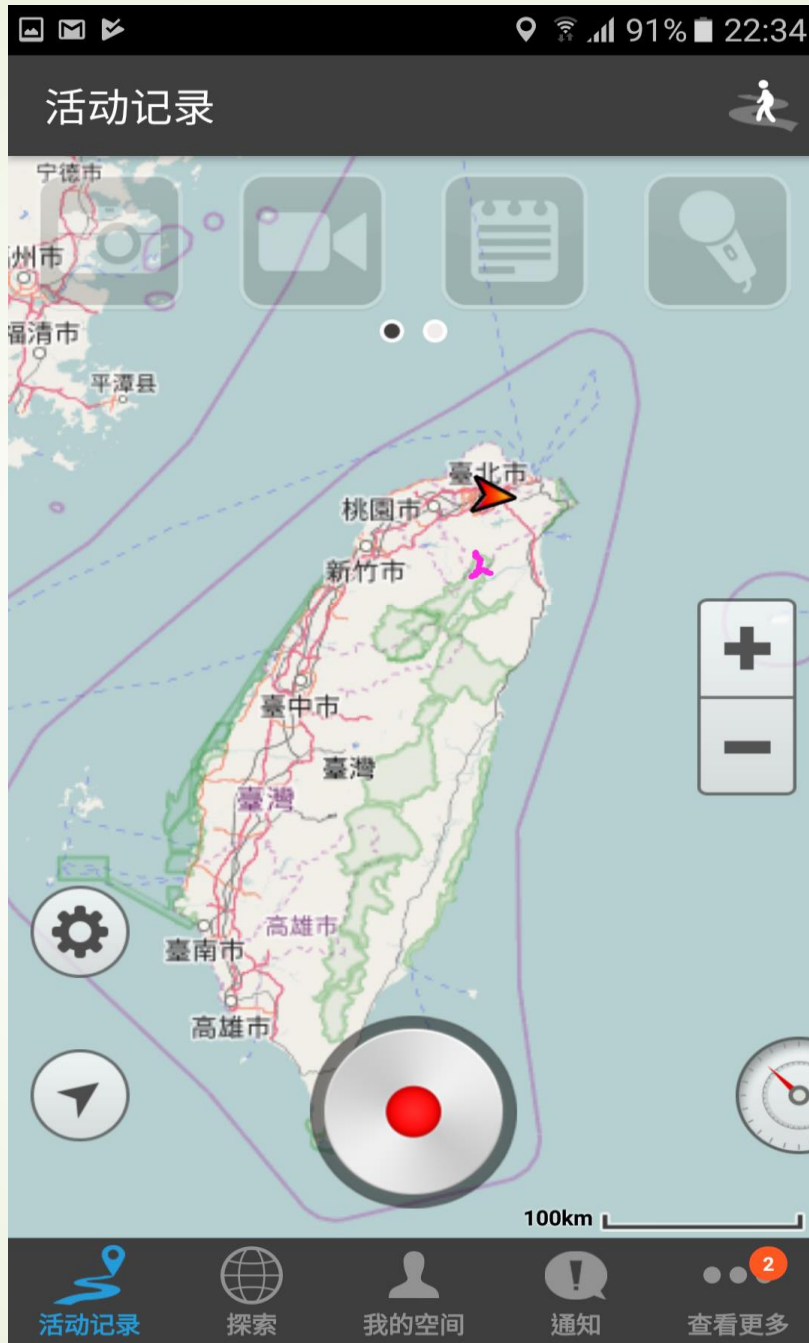 91% 22:34
活动记录
宁德市
州市
福清市
平潭县
臺北市
桃園市
新竹市
臺中市
臺灣
臺灣
高雄市
臺南市
高雄市
100km
2
活动记录 探索 我的空间 通知 查看更多